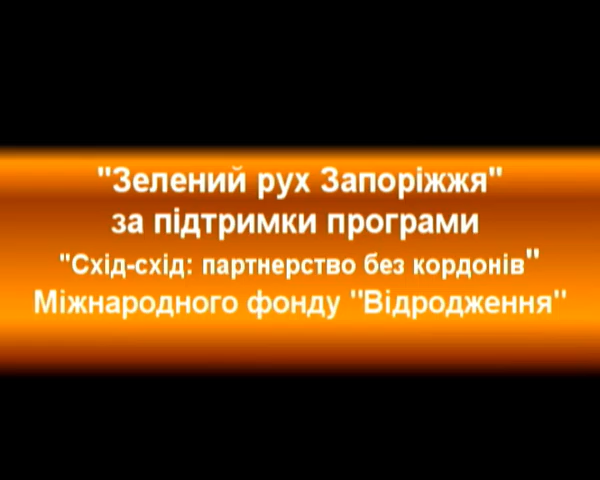 "Зелений рух Запоріжжя"
за підтримки програми
"Схід-схід: партнерство без кордонів"
Міжнародного фонду "Відродження"